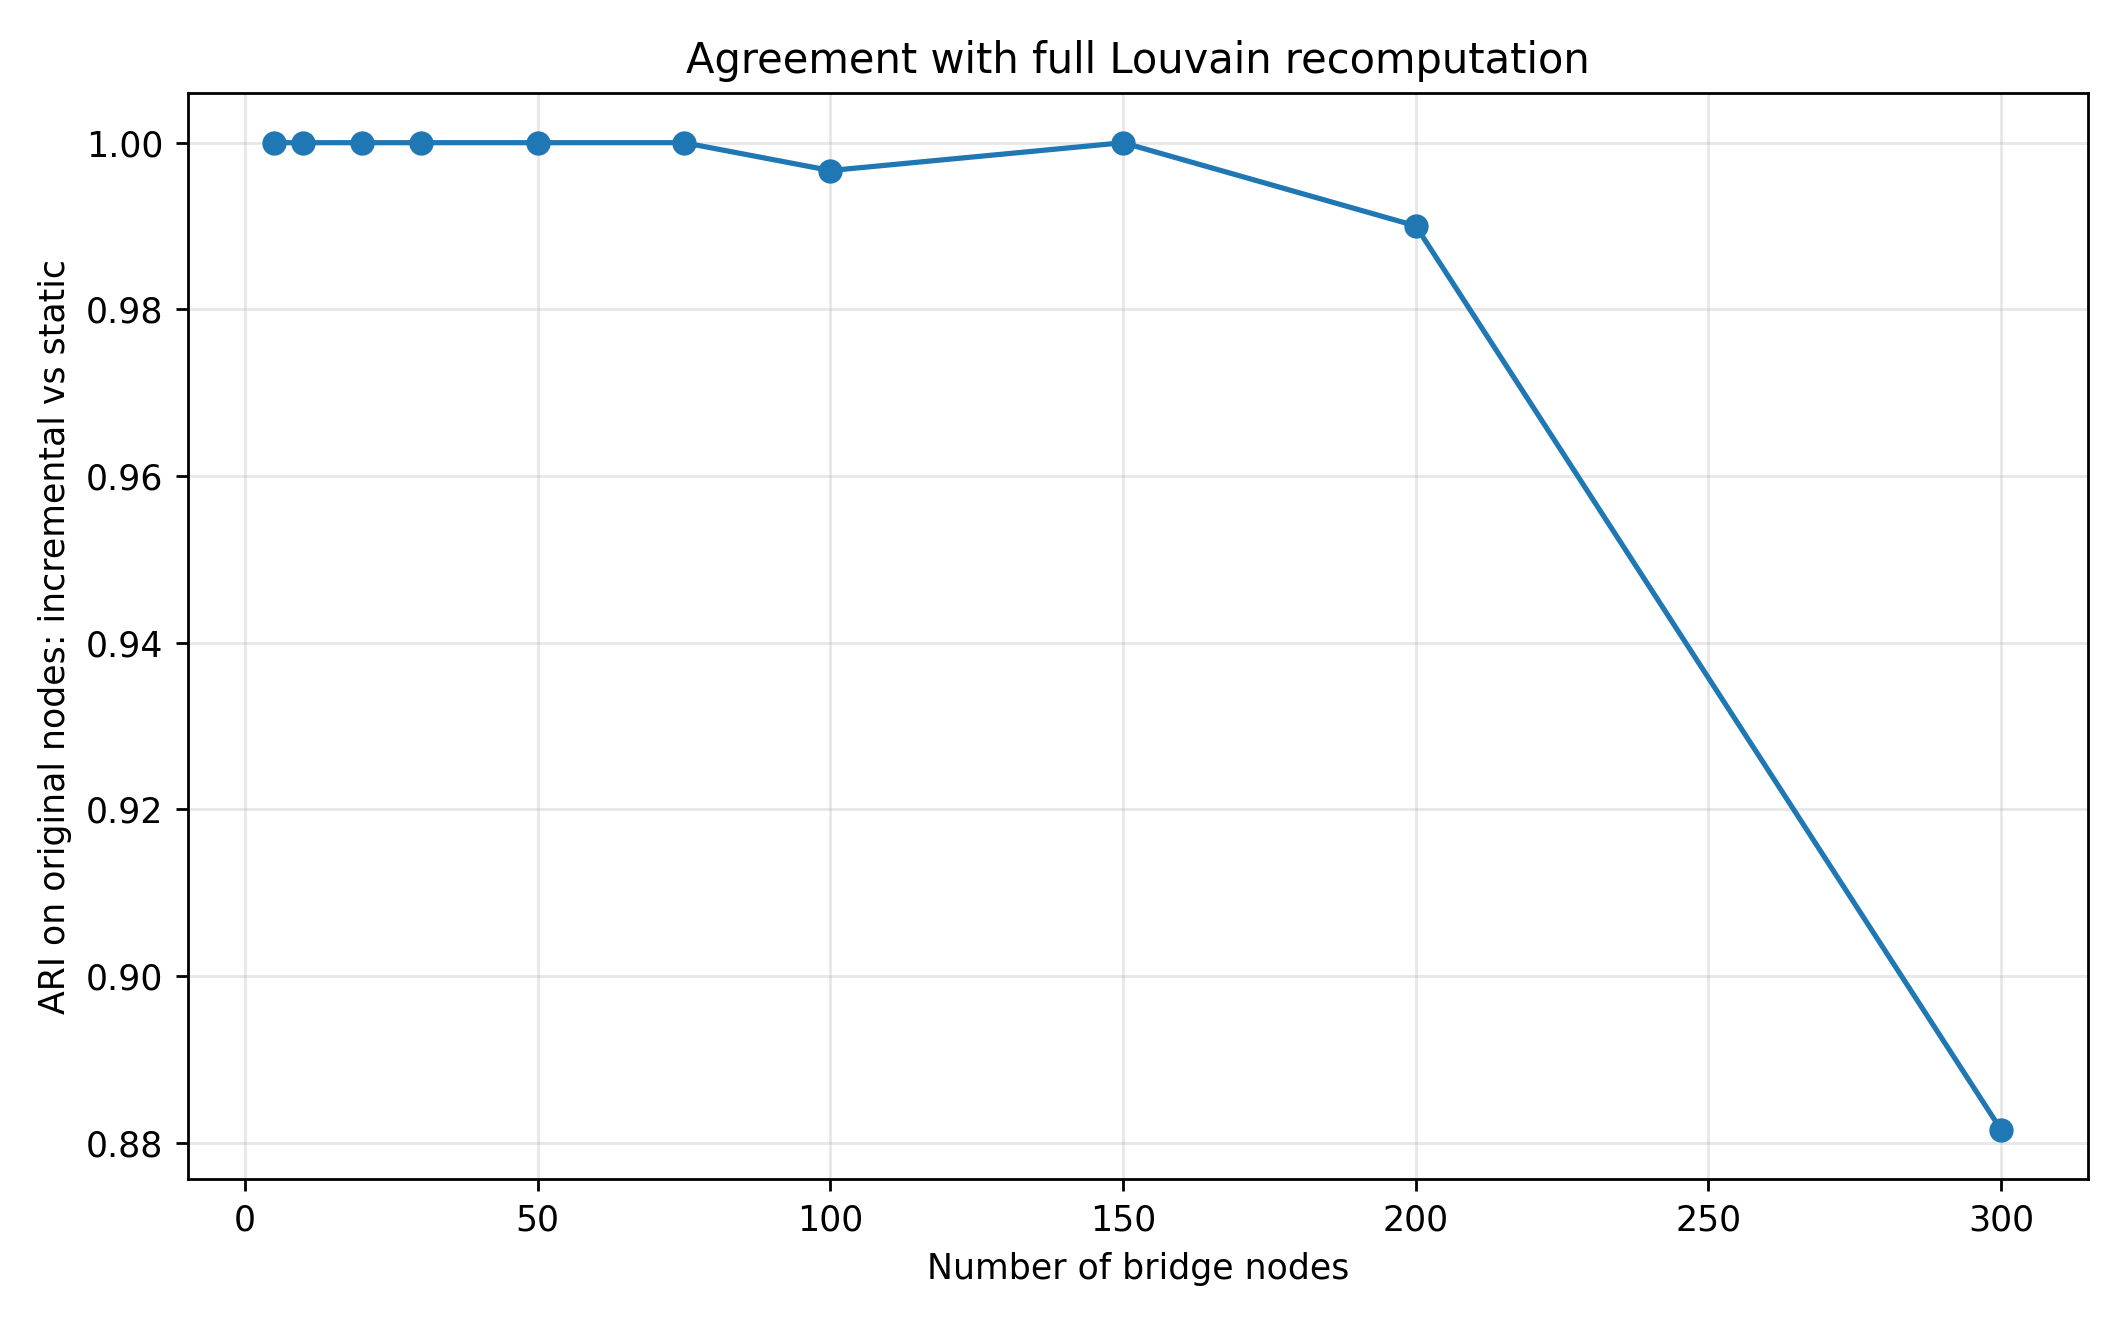 Agreement with full Louvain recomputation
ARI on original nodes: incremental vs static
1.00
0.98
0.96
0.94
0.92
0.90
0.88
0 50 100 150 200 250 300
Number of bridge nodes